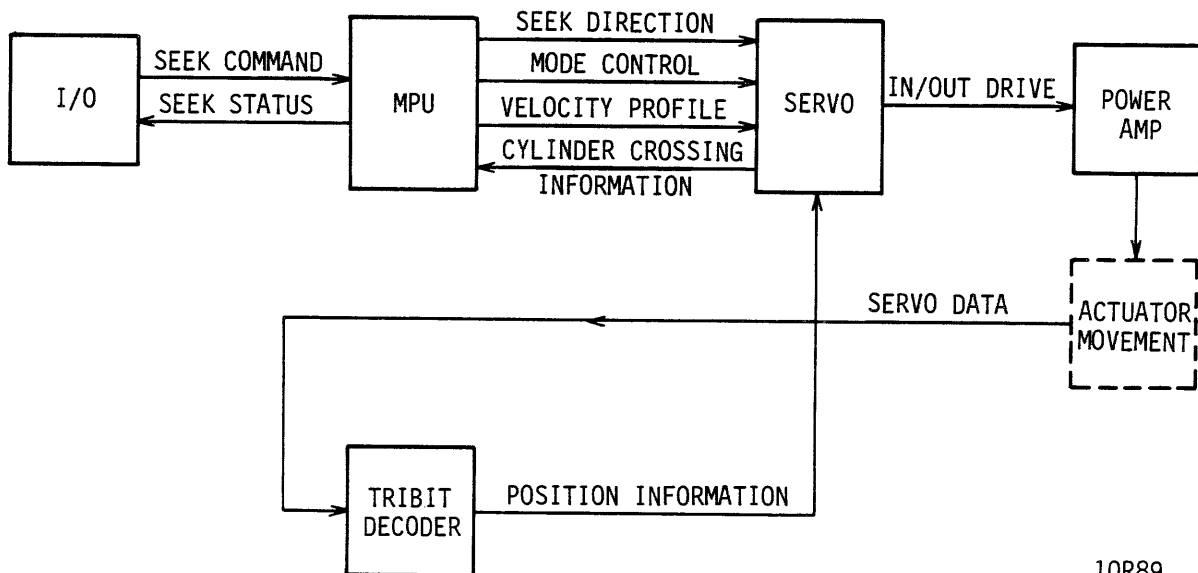 SEEK DIRECTION
SEEK COMMAND
MODE CONTROL
I/O
MPU
SERVO
IN/OUT DRIVE
POWER
AMP
SEEK STATUS
VELOCITY PROFILE
CYLINDER CROSSING
INFORMATION
SERVO DATA
ACTUATOR
MOVEMENT
TRIBIT
DECODER
POSITION INFORMATION
10R89